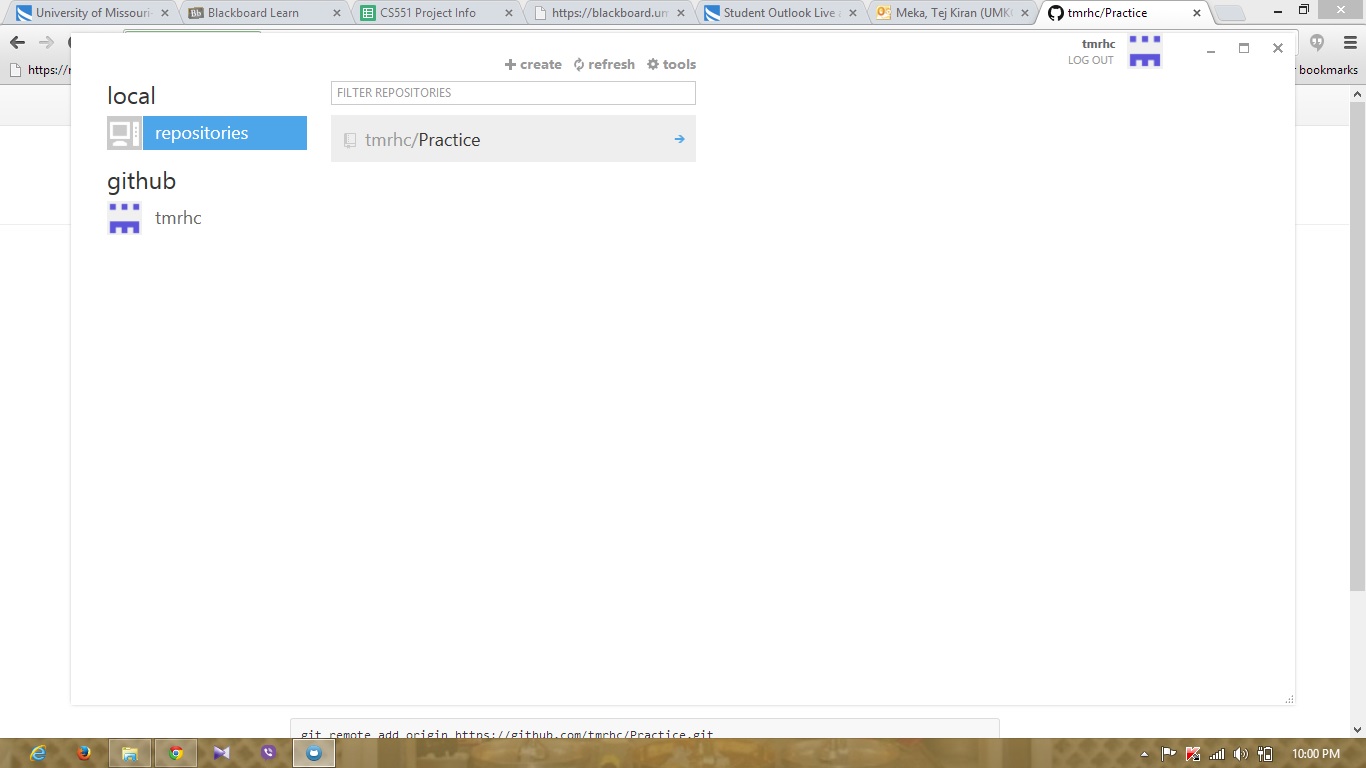 University of Missouri-
Blackboard Learn
CS551 Project Info
https://blackboard.um
Student Outlook Live
Meka, Tej Kiran (UMK
tmrhc/Practice
https://
bookmarks
tmrhc
LOG OUT
create
refresh
tools
FILTER REPOSITORIES
local
repositories
tmrhc/Practice
github
tmrhc
git remote add origin https://github.com/tmrhc/Practice.git
10:00 PM